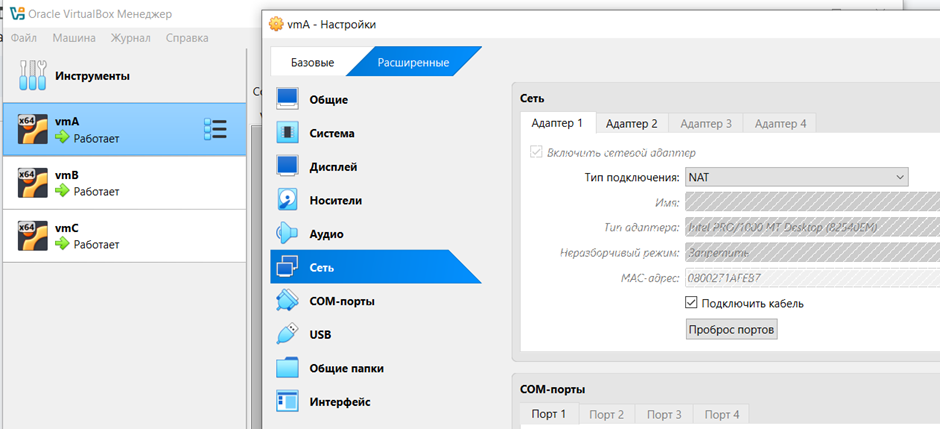 Oracle VirtualBox Менеджер
Файл Машина Журнал Справка
Инструменты
x64
vmA
Работает
x64
vmB
Работает
x64
vmC
Работает
vmA - Настройки
Базовые Расширенные
Общие
Система
Дисплей
Носители
Аудио
Сеть
COM-порты
USB
Общие папки
Интерфейс
Сеть
Адаптер 1 Адаптер 2 Адаптер 3 Адаптер 4
Включить сетевой адаптер
Тип подключения: NAT
Имя:
Тип адаптера: Intel PRO/1000 MT Desktop (82540EM)
Неразборчивый режим: Запретить
MAC-адрес: 0800271AFEB7
Подключить кабель
Проброс портов
COM-порты
Порт 1 Порт 2 Порт 3 Порт 4